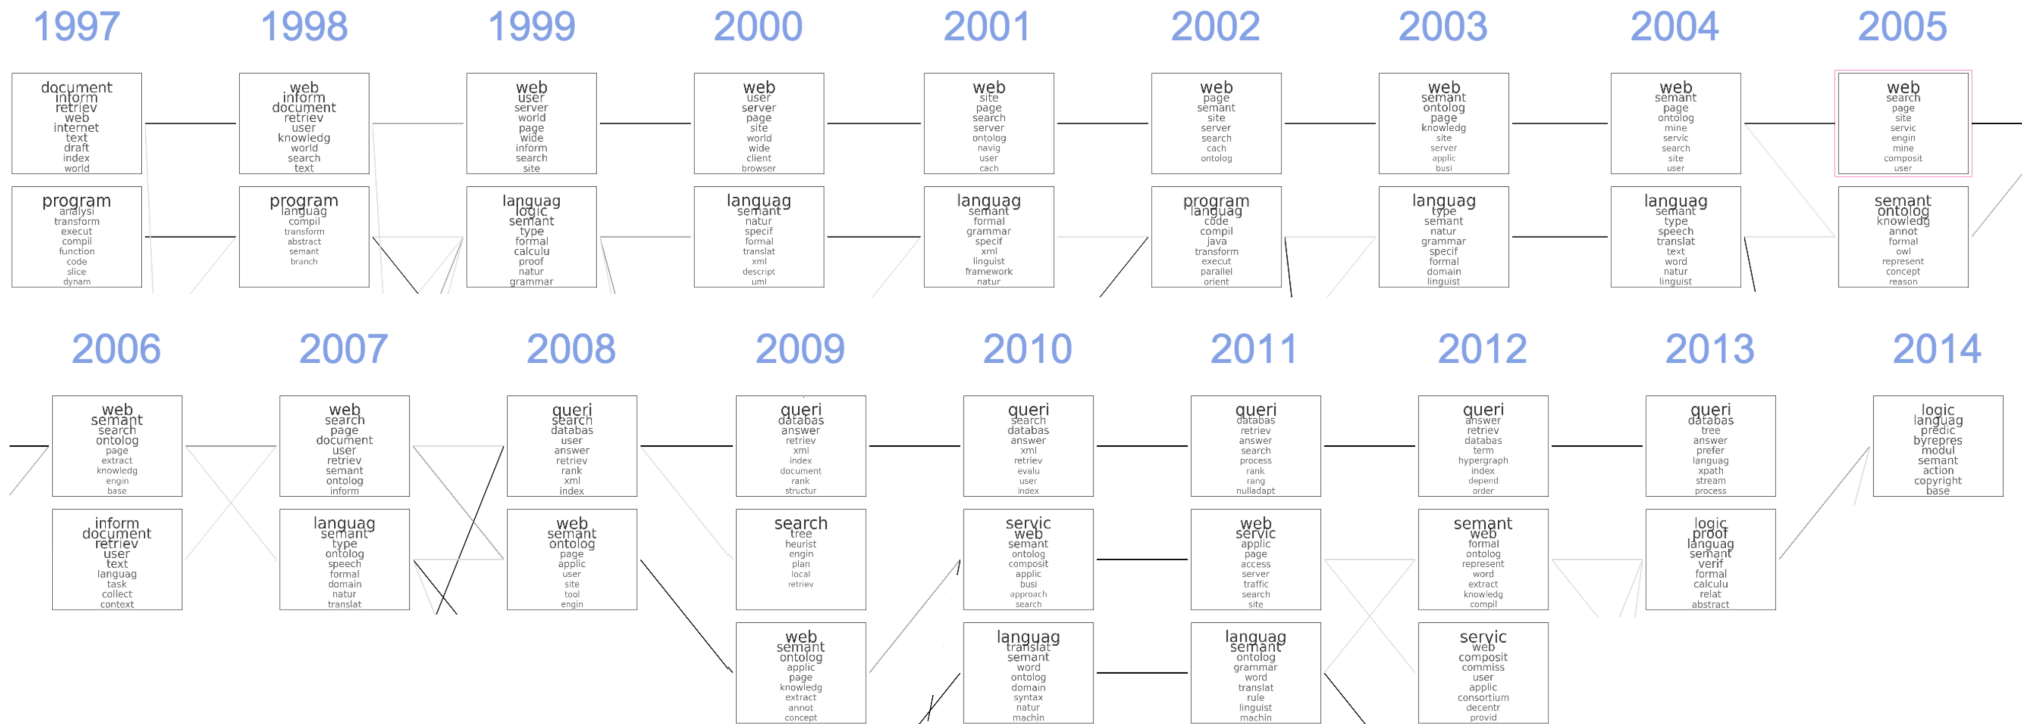 1997
1998
1999
2000
2001
2002
2003
2004
2005
document
inform
retriev
web
internet
text
draft
index
world
web
inform
document
retriev
user
knowledg
world
search
text
web
user
server
world
page
wide
inform
search
site
web
user
server
page
site
world
wide
client
browser
web
site
page
search
server
ontolog
navig
user
cach
web
page
semant
site
server
search
cach
ontolog
web
semant
ontolog
page
knowledg
site
server
applic
busi
web
semant
page
ontolog
mine
servic
search
site
user
web
search
page
site
servic
engin
mine
composit
user
program
analysi
transform
execut
compil
function
code
slice
dynam
program
languag
compil
transform
abstract
semant
branch
languag
logic
semant
type
formal
calculu
proof
natur
grammar
languag
semant
natur
specif
formal
translat
xml
descript
uml
languag
semant
formal
grammar
specif
xml
linguist
framework
natur
program
languag
code
compil
java
transform
execut
parallel
orient
languag
type
semant
natur
grammar
specif
formal
domain
linguist
languag
semant
type
speech
translat
text
word
natur
linguist
semant
ontolog
knowledg
annot
formal
owl
represent
concept
reason
2006
2007
2008
2009
2010
2011
2012
2013
2014
web
semant
search
ontolog
page
extract
knowledg
engin
base
web
search
page
document
user
retriev
semant
ontolog
inform
queri
search
databas
user
answer
retriev
rank
xml
index
queri
databas
answer
retriev
xml
index
document
rank
structur
queri
search
databas
answer
xml
retriev
evalu
user
index
queri
databas
retriev
answer
search
process
rank
rang
nulladapt
queri
answer
retriev
databas
term
hypergraph
index
depend
order
queri
databas
tree
answer
prefer
languag
xpath
stream
process
logic
languag
predic
byrepres
modul
semant
action
copyright
base
inform
document
retriev
user
text
languag
task
collect
context
languag
semant
type
ontolog
speech
formal
domain
natur
translat
web
semant
ontolog
page
applic
user
site
tool
engin
search
tree
heurist
engin
plan
local
retriev
servic
web
semant
ontolog
composit
applic
busi
approach
search
web
servic
applic
page
access
server
traffic
search
site
semant
web
formal
ontolog
represent
word
extract
knowledg
compil
logic
proof
languag
semant
verif
formal
calculu
relat
abstract
web
semant
ontolog
applic
page
knowledg
extract
annot
concept
languag
translat
semant
word
ontolog
domain
syntax
natur
machin
languag
semant
ontolog
grammar
word
translat
rule
linguist
machin
servic
web
composit
commiss
user
applic
consortium
decentr
provid